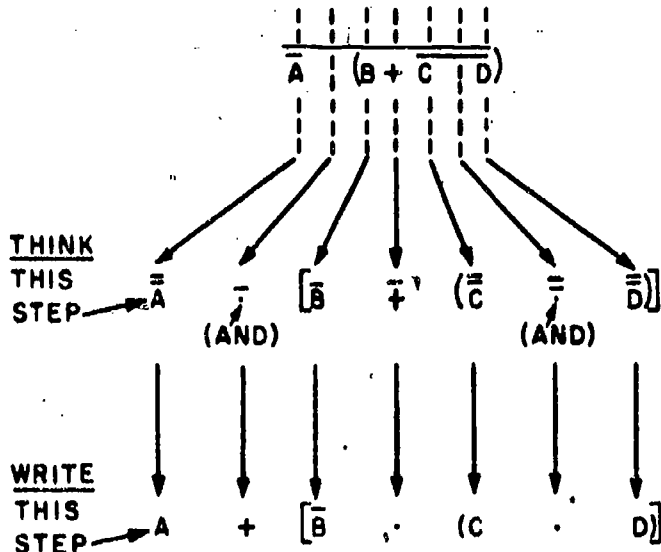 A̅ (B + C̅ D̅)
THINK
THIS
STEP
A̿ ·̅ [B̅ +̅ (C̿ ·̿ D̿)]
(AND) (AND)
WRITE
THIS
STEP
A + [B̅ · (C · D)]